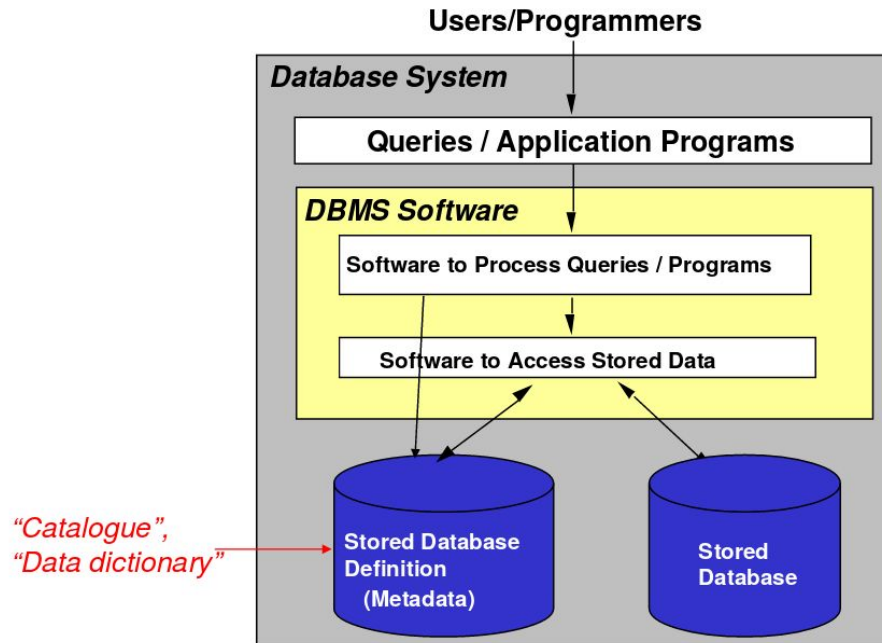 Users/Programmers
Database System
Queries / Application Programs
DBMS Software
Software to Process Queries / Programs
Software to Access Stored Data
“Catalogue”,
“Data dictionary”
Stored Database
Definition
(Metadata)
Stored
Database